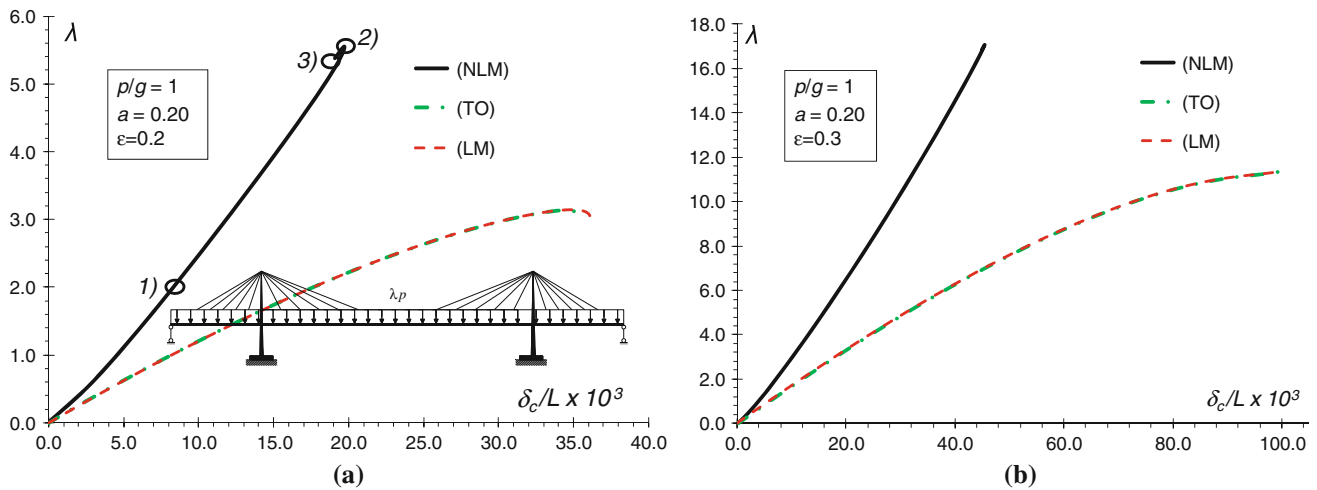 6.0
5.0
4.0
3.0
2.0
1.0
0.0
λ
p/g = 1
a = 0.20
ε=0.2
1)
2)
3)
(NLM)
(TO)
(LM)
λp
δc/L x 10³
0.0
5.0
10.0
15.0
20.0
25.0
30.0
35.0
40.0
(a)
18.0
16.0
14.0
12.0
10.0
8.0
6.0
4.0
2.0
0.0
λ
p/g = 1
a = 0.20
ε=0.3
(NLM)
(TO)
(LM)
δc/L x 10³
0.0
20.0
40.0
60.0
80.0
100.0
(b)